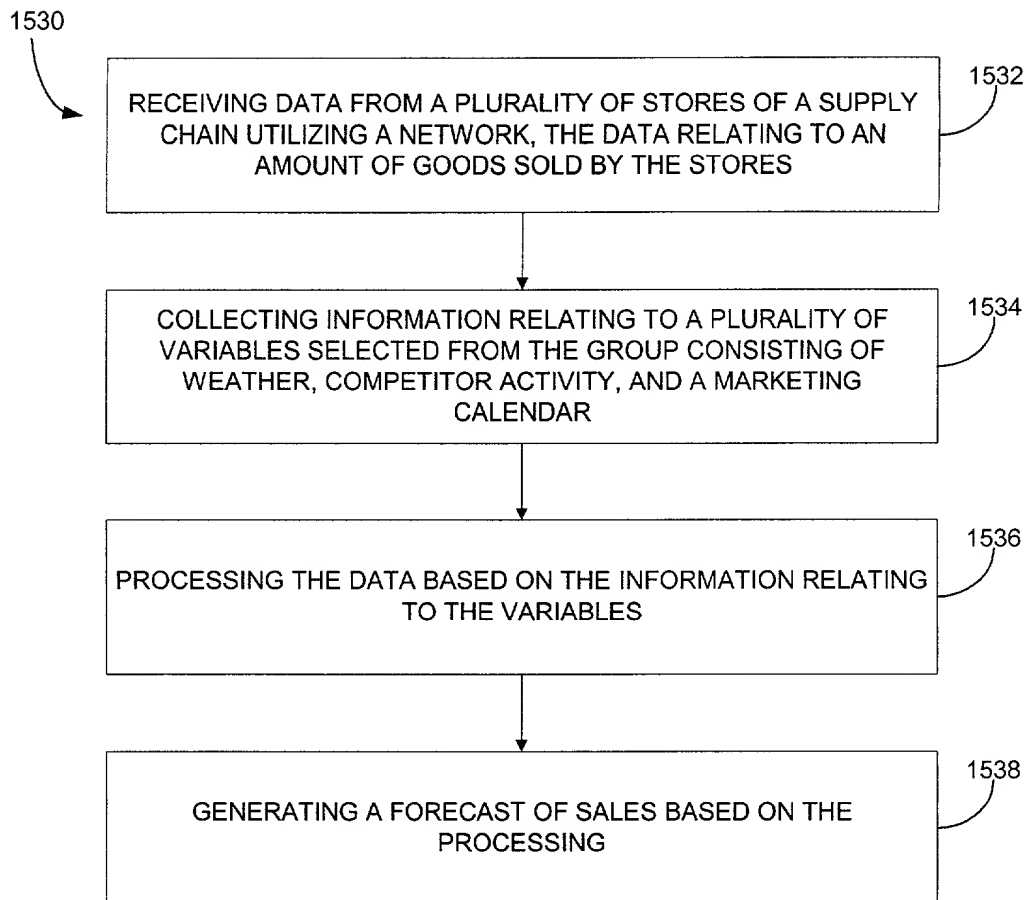 1530
1532
RECEIVING DATA FROM A PLURALITY OF STORES OF A SUPPLY
CHAIN UTILIZING A NETWORK, THE DATA RELATING TO AN
AMOUNT OF GOODS SOLD BY THE STORES
1534
COLLECTING INFORMATION RELATING TO A PLURALITY OF
VARIABLES SELECTED FROM THE GROUP CONSISTING OF
WEATHER, COMPETITOR ACTIVITY, AND A MARKETING
CALENDAR
1536
PROCESSING THE DATA BASED ON THE INFORMATION RELATING
TO THE VARIABLES
1538
GENERATING A FORECAST OF SALES BASED ON THE
PROCESSING